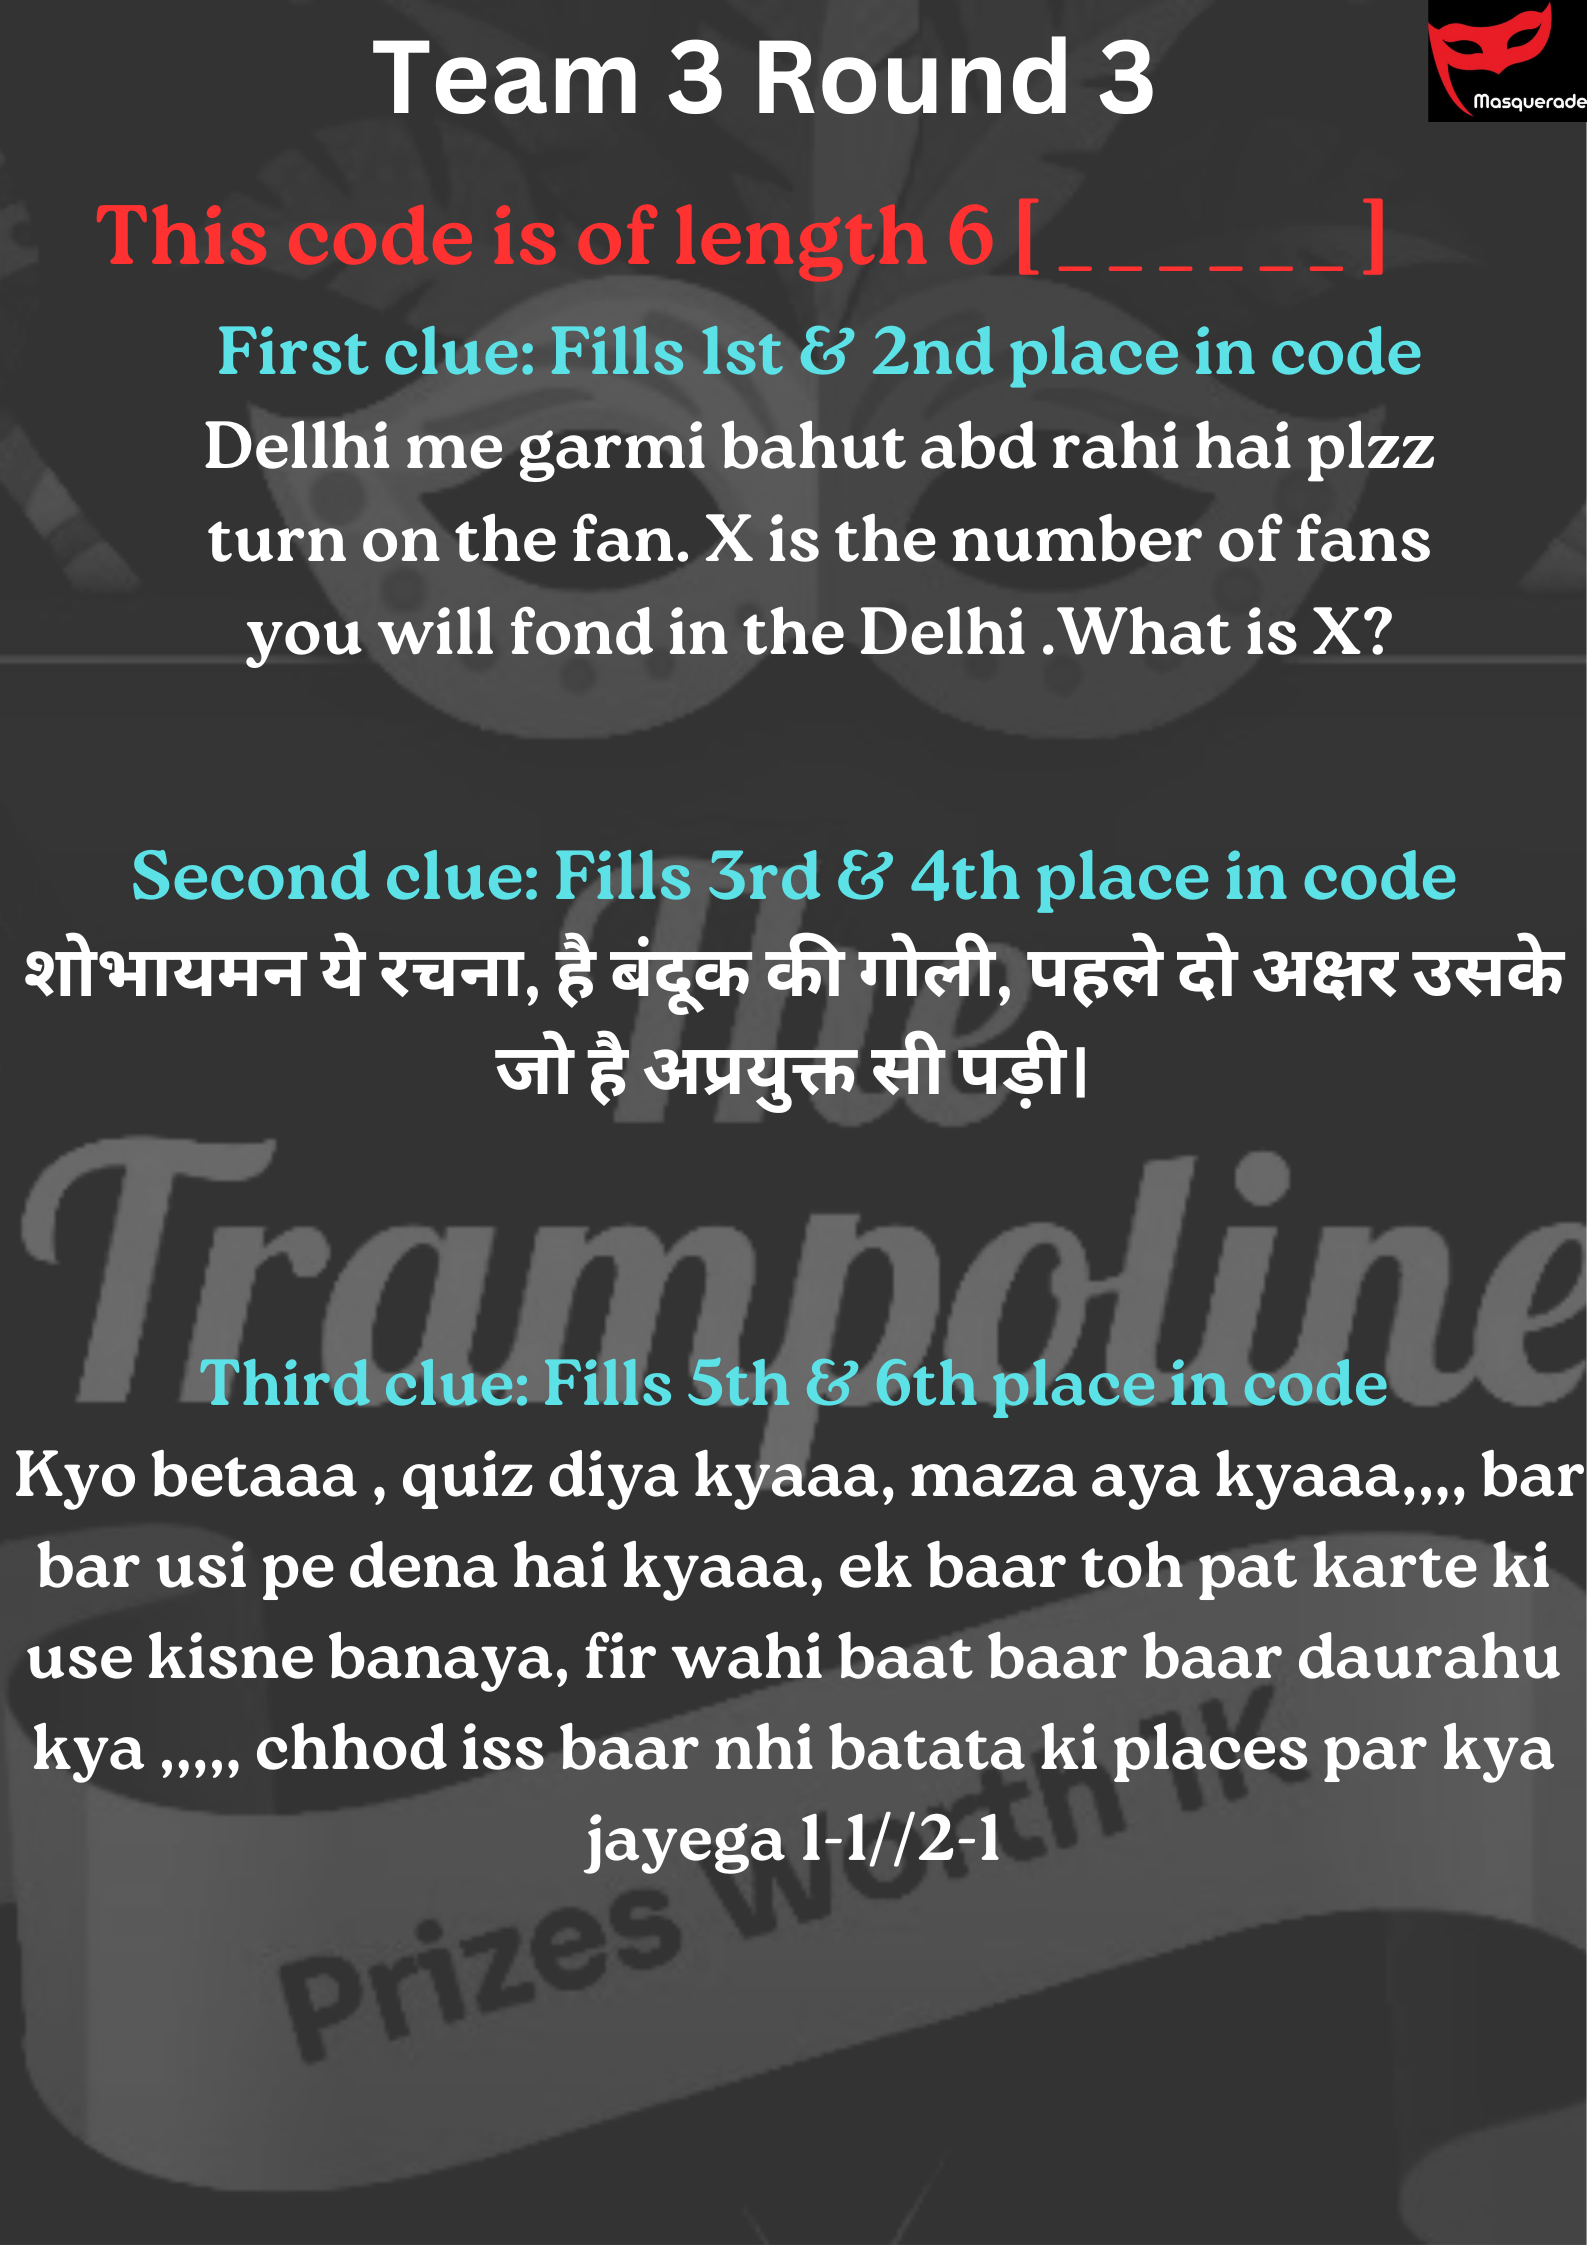 Team 3 Round 3
Masquerade
This code is of length 6 [ _ _ _ _ _ _ ]
First clue: Fills 1st & 2nd place in code
Dellhi me garmi bahut abd rahi hai plzz
turn on the fan. X is the number of fans
you will fond in the Delhi .What is X?
Second clue: Fills 3rd & 4th place in code
शोभायमन ये रचना, है बंदूक की गोली, पहले दो अक्षर उसके
जो है अप्रयुक्त सी पड़ी।
The
Trampoline
Third clue: Fills 5th & 6th place in code
Kyo betaaa , quiz diya kyaaa, maza aya kyaaa,,,, bar
bar usi pe dena hai kyaaa, ek baar toh pat karte ki
use kisne banaya, fir wahi baat baar baar daurahu
kya ,,,,, chhod iss baar nhi batata ki places par kya
jayega 1-1//2-1
Prizes Worth 1K